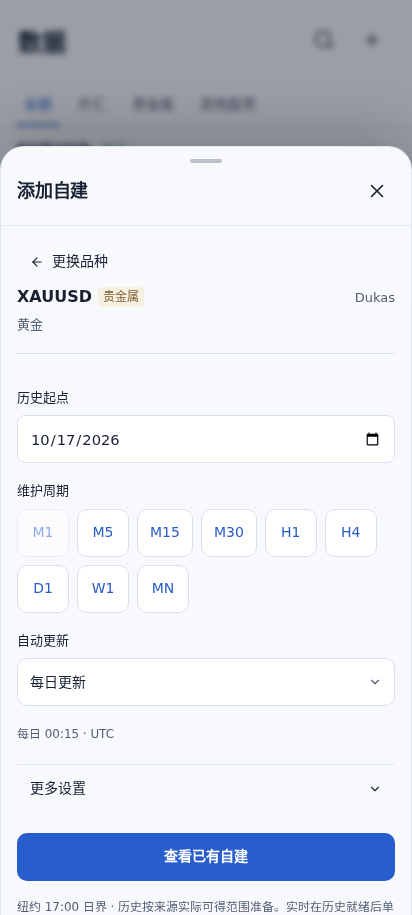 数据
全部 外汇 贵金属
添加自建
更换品种
XAUUSD 贵金属 Dukas
黄金
历史起点
10/17/2026
维护周期
M1 M5 M15 M30 H1 H4
D1 W1 MN
自动更新
每日更新
每日 00:15 · UTC
更多设置
查看已有自建
纽约 17:00 日界 · 历史按来源实际可得范围准备。实时在历史就绪后单